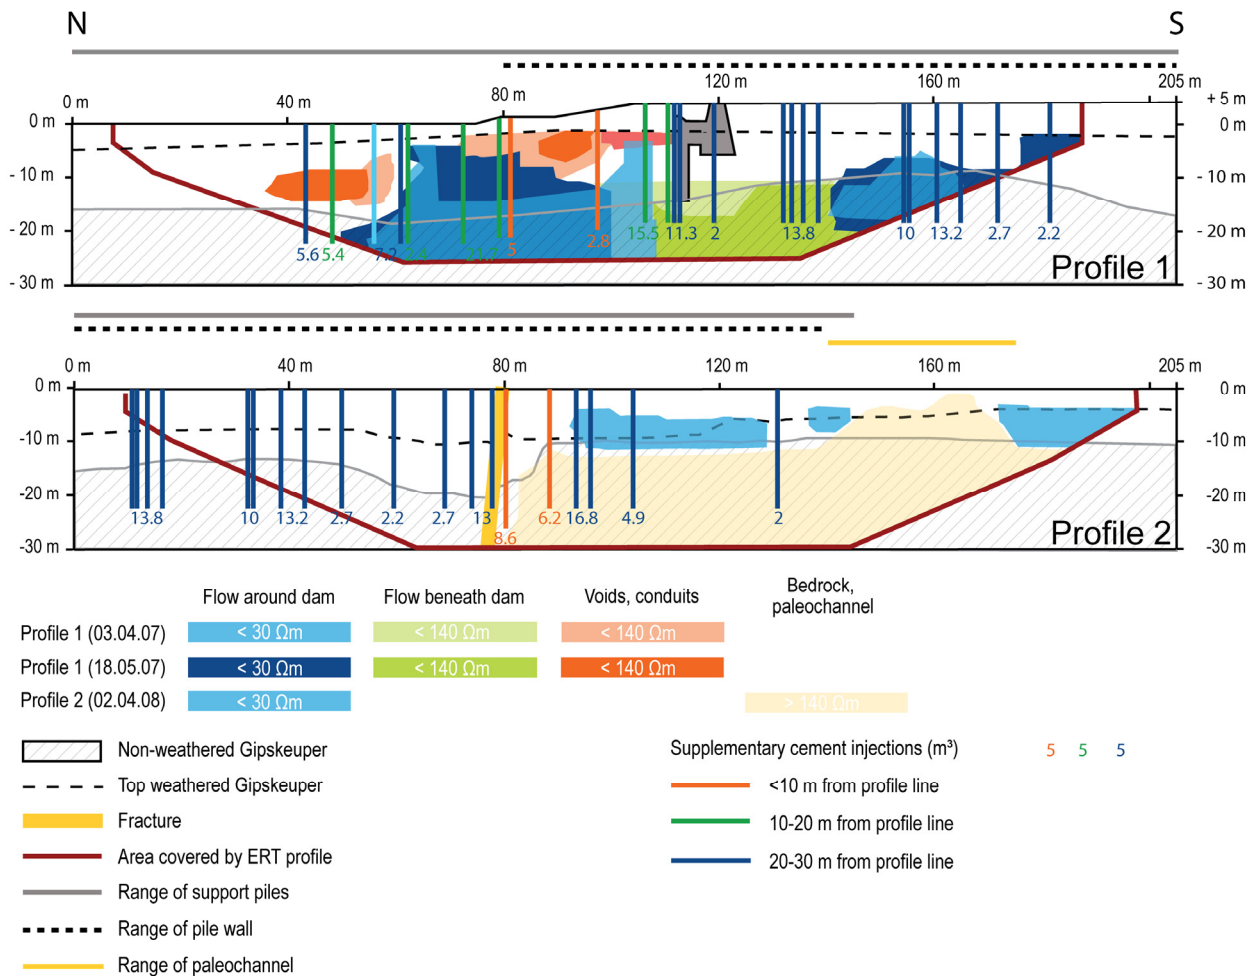 N S
0 m 40 m 80 m 120 m 160 m 205 m
+ 5 m
0 m 0 m
- 10 m - 10 m
- 20 m - 20 m
- 30 m - 30 m
5.6 5.4 7.2 5 2.8 15.5 11.3 2 13.8 10 13.2 2.7 2.2
Profile 1
0 m 40 m 80 m 120 m 160 m 205 m
0 m 0 m
-10 m -10 m
-20 m -20 m
-30 m -30 m
13.8 10 13.2 2.7 2.2 2.7 13 8.6 6.2 16.8 4.9 2
Profile 2
Flow around dam Flow beneath dam Voids, conduits Bedrock,
paleochannel
Profile 1 (03.04.07) < 30 Ωm < 140 Ωm < 140 Ωm
Profile 1 (18.05.07) < 30 Ωm < 140 Ωm < 140 Ωm
Profile 2 (02.04.08) < 30 Ωm > 140 Ωm
Non-weathered Gipskeuper
Top weathered Gipskeuper
Fracture
Area covered by ERT profile
Range of support piles
Range of pile wall
Range of paleochannel
Supplementary cement injections (m³) 5 5 5
<10 m from profile line
10-20 m from profile line
20-30 m from profile line